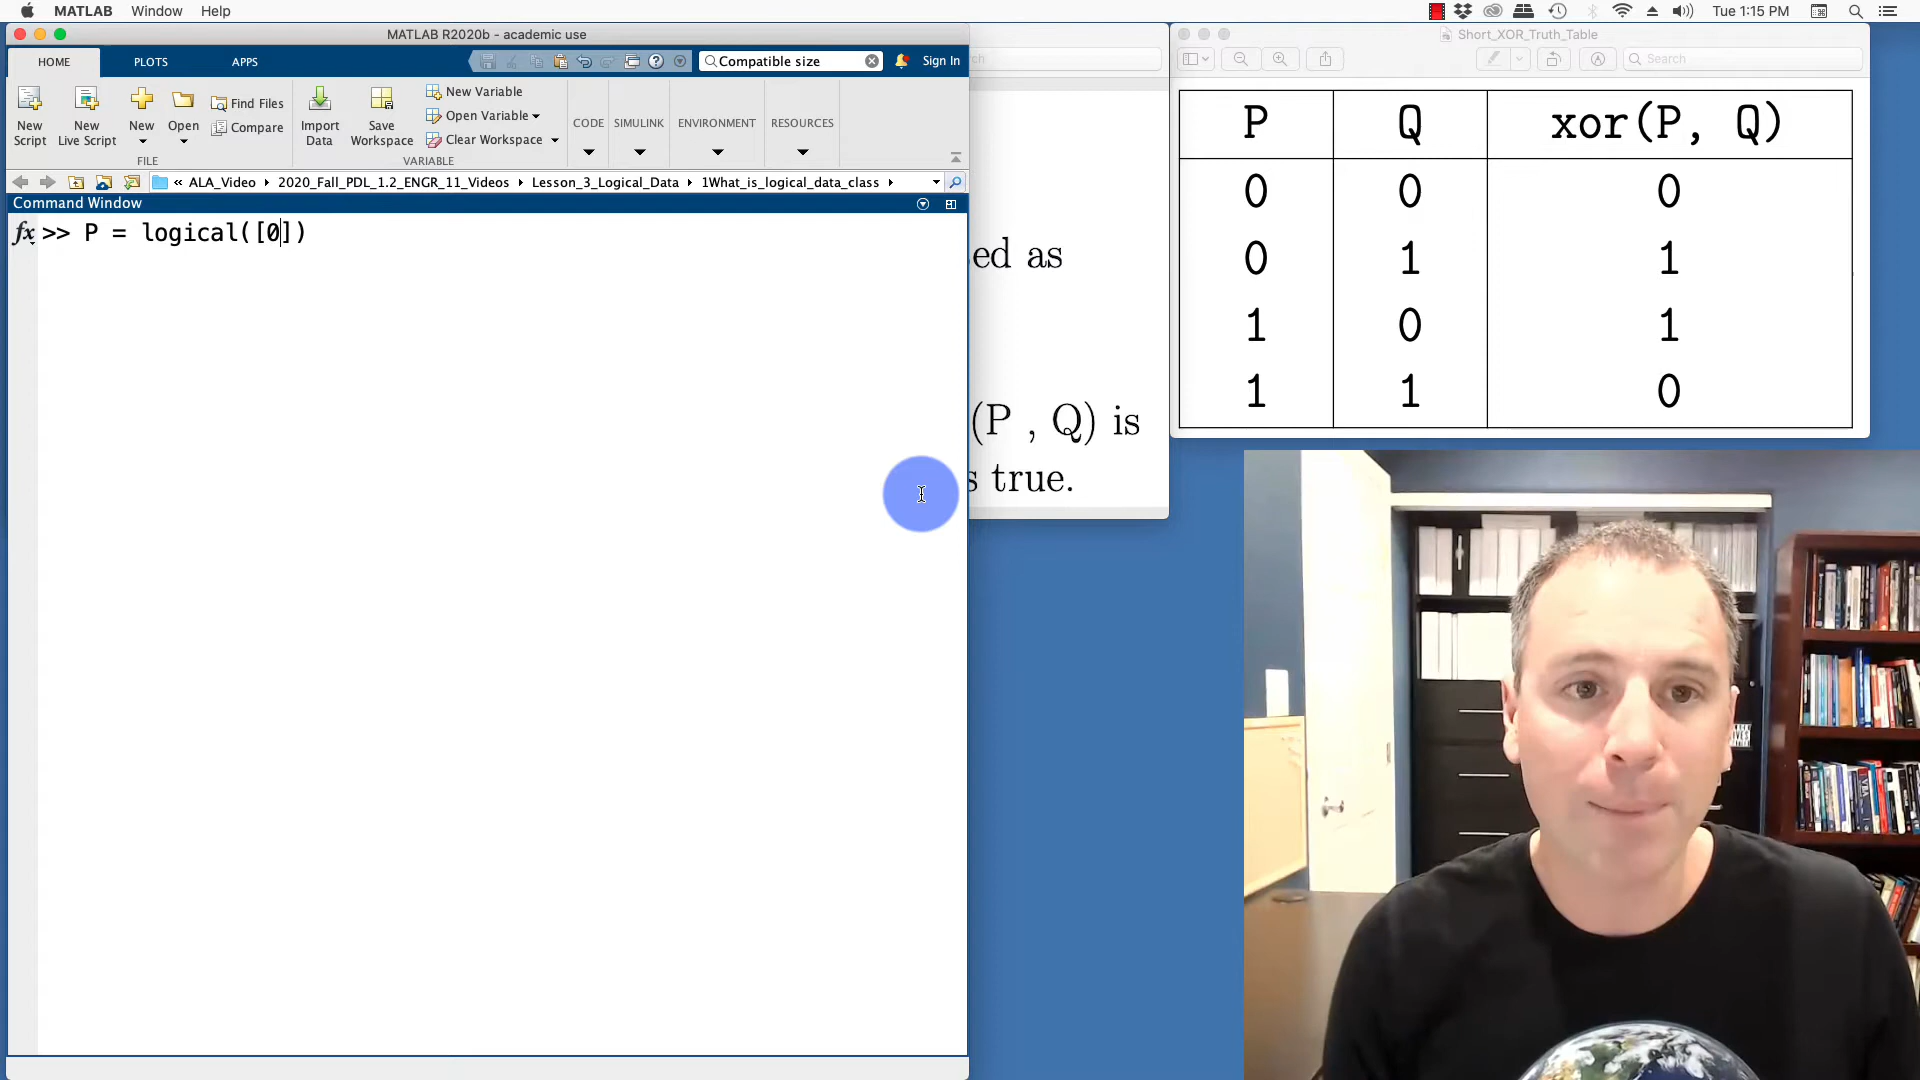 MATLAB Window Help
Tue 1:15 PM
MATLAB R2020b - academic use
HOME PLOTS APPS
Compatible size
Sign In
New Script
New Live Script
New
Open
Find Files
Compare
FILE
Import Data
Save Workspace
New Variable
Open Variable
Clear Workspace
VARIABLE
CODE
SIMULINK
ENVIRONMENT
RESOURCES
« ALA_Video 2020_Fall_PDL_1.2_ENGR_11_Videos Lesson_3_Logical_Data 1What_is_logical_data_class
Command Window
fx >> P = logical([0])
ch
ed as
(P , Q) is
s true.
Short_XOR_Truth_Table
Search
P Q xor(P, Q)
0 0 0
0 1 1
1 0 1
1 1 0